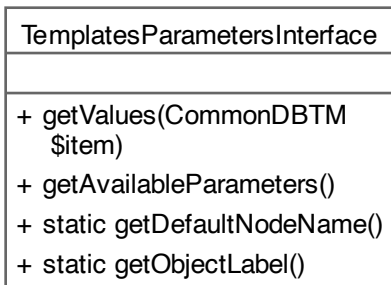 TemplatesParametersInterface
+ getValues(CommonDBTM
$item)
+ getAvailableParameters()
+ static getDefaultNodeName()
+ static getObjectLabel()